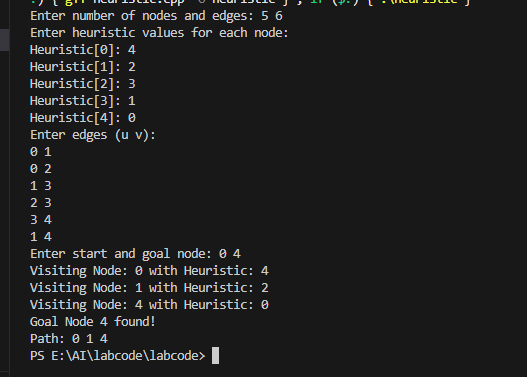 Enter number of nodes and edges: 5 6
Enter heuristic values for each node:
Heuristic[0]: 4
Heuristic[1]: 2
Heuristic[2]: 3
Heuristic[3]: 1
Heuristic[4]: 0
Enter edges (u v):
0 1
0 2
1 3
2 3
3 4
1 4
Enter start and goal node: 0 4
Visiting Node: 0 with Heuristic: 4
Visiting Node: 1 with Heuristic: 2
Visiting Node: 4 with Heuristic: 0
Goal Node 4 found!
Path: 0 1 4
PS E:\AI\labcode\labcode>